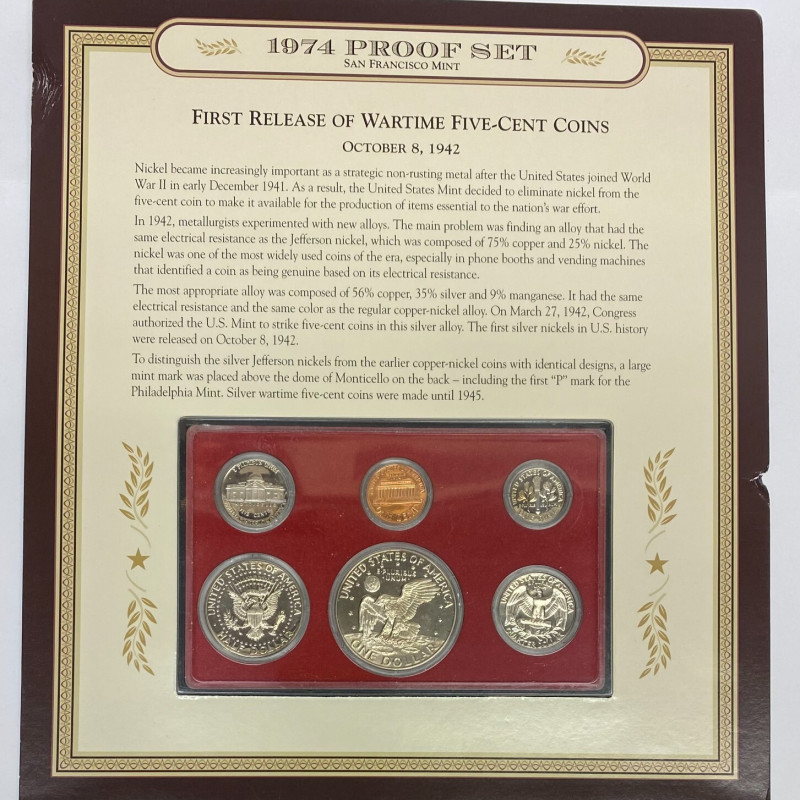 1974 PROOF SET
SAN FRANCISCO MINT
FIRST RELEASE OF WARTIME FIVE-CENT COINS
OCTOBER 8, 1942
Nickel became increasingly important as a strategic non-rusting metal after the United States joined World
War II in early December 1941. As a result, the United States Mint decided to eliminate nickel from the
five-cent coin to make it available for the production of items essential to the nation's war effort.
In 1942, metallurgists experimented with new alloys. The main problem was finding an alloy that had the
same electrical resistance as the Jefferson nickel, which was composed of 75% copper and 25% nickel. The
nickel was one of the most widely used coins of the era, especially in phone booths and vending machines
that identified a coin as being genuine based on its electrical resistance.
The most appropriate alloy was composed of 56% copper, 35% silver and 9% manganese. It had the same
electrical resistance and the same color as the regular copper-nickel alloy. On March 27, 1942, Congress
authorized the U.S. Mint to strike five-cent coins in this silver alloy. The first silver nickels in U.S. history
were released on October 8, 1942.
To distinguish the silver Jefferson nickels from the earlier copper-nickel coins with identical designs, a large
mint mark was placed above the dome of Monticello on the back – including the first "P" mark for the
Philadelphia Mint. Silver wartime five-cent coins were made until 1945.
E PLURIBUS UNUM
ONE CENT
UNITED STATES OF AMERICA
HALF DOLLAR
UNITED STATES OF AMERICA
E PLURIBUS
UNUM
ONE DOLLAR
UNITED STATES OF AMERICA
QUARTER DOLLAR